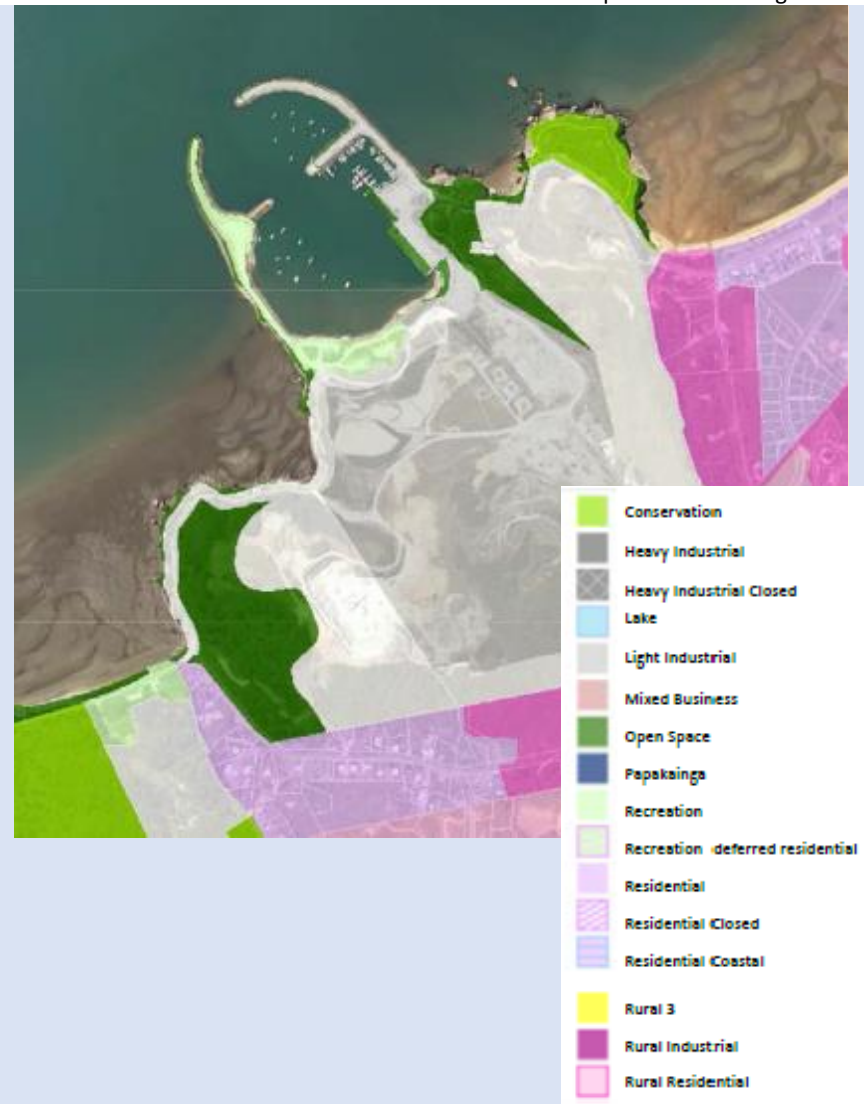 Conservation
Heavy Industrial
Heavy Industrial Closed
Lake
Light Industrial
Mixed Business
Open Space
Papakainga
Recreation
Recreation -deferred residential
Residential
Residential Closed
Residential Coastal
Rural 3
Rural Industrial
Rural Residential